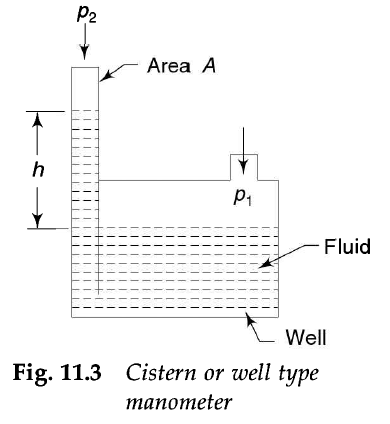 p2
Area A
h
p1
Fluid
Well
Fig. 11.3 Cistern or well type
manometer